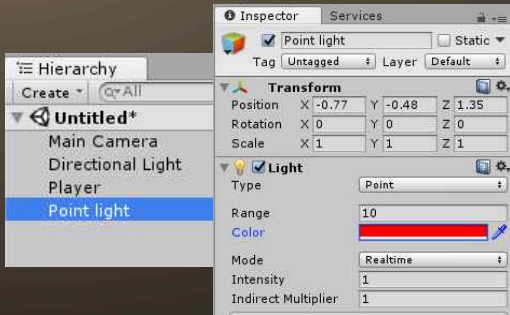 Hierarchy
Create
All
Untitled*
Main Camera
Directional Light
Player
Point light
Inspector
Services
Point light
Static
Tag Untagged Layer Default
Transform
Position X -0.77 Y -0.48 Z 1.35
Rotation X 0 Y 0 Z 0
Scale X 1 Y 1 Z 1
Light
Type Point
Range 10
Color
Mode Realtime
Intensity 1
Indirect Multiplier 1